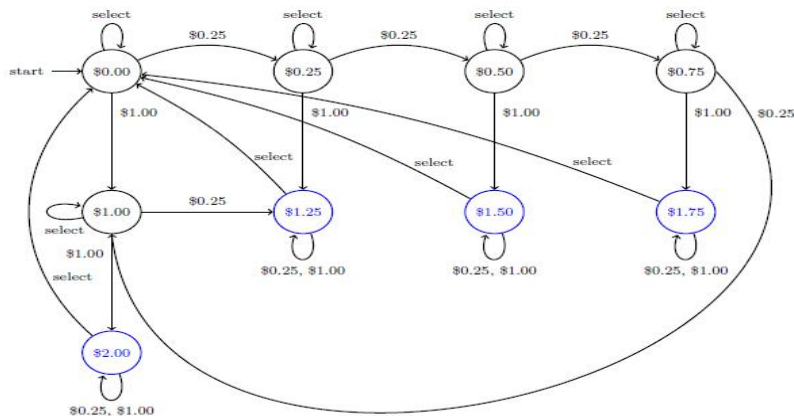 select select select select
$0.25 $0.25 $0.25
start $0.00 $0.25 $0.50 $0.75
$1.00 $1.00 $1.00 $1.00 $0.25
select select select
$0.25
$1.00 $1.25 $1.50 $1.75
select
$1.00
select
$0.25, $1.00 $0.25, $1.00 $0.25, $1.00
$2.00
$0.25, $1.00